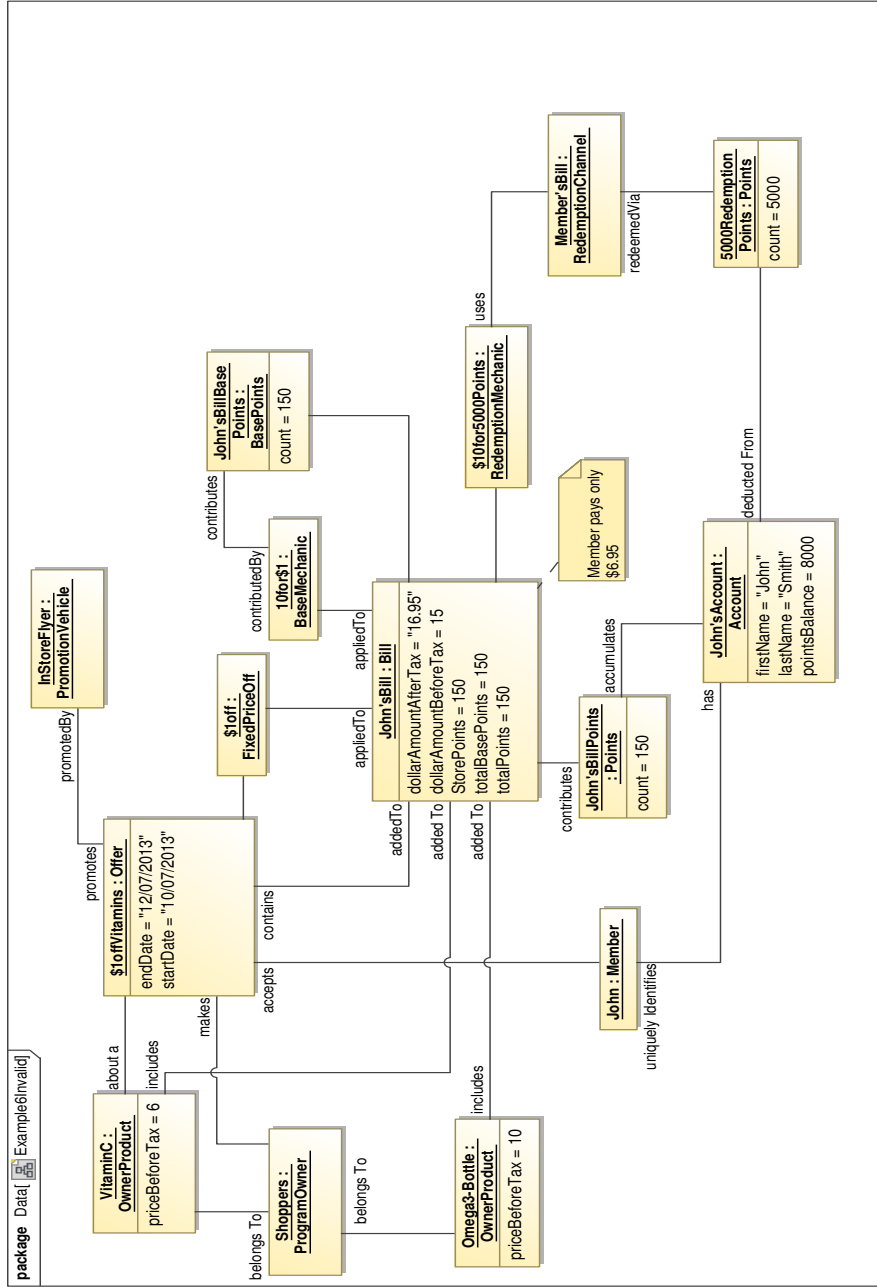 package Data[ Example6Invalid]
InStoreFlyer :
PromotionVehicle
promotedBy
promotes
$1offVitamins : Offer
endDate = "12/07/2013"
startDate = "10/07/2013"
VitaminC :
OwnerProduct
priceBeforeTax = 6
about a
includes
makes
accepts
contains
$1off :
FixedPriceOff
10for$1 :
BaseMechanic
contributedBy
contributes
John'sBillBase
Points :
BasePoints
count = 150
Shoppers :
ProgramOwner
belongs To
belongs To
addedTo
added To
added To
appliedTo
appliedTo
John'sBill : Bill
dollarAmountAfterTax = "16.95"
dollarAmountBeforeTax = 15
StorePoints = 150
totalBasePoints = 150
totalPoints = 150
$10for5000Points :
RedemptionMechanic
uses
Member'sBill :
RedemptionChannel
redeemedVia
Omega3-Bottle :
OwnerProduct
priceBeforeTax = 10
includes
Member pays only
$6.95
contributes
John'sBillPoints
: Points
count = 150
accumulates
John : Member
uniquely Identifies
has
John'sAccount :
Account
firstName = "John"
lastName = "Smith"
pointsBalance = 8000
deducted From
5000Redemption
Points : Points
count = 5000